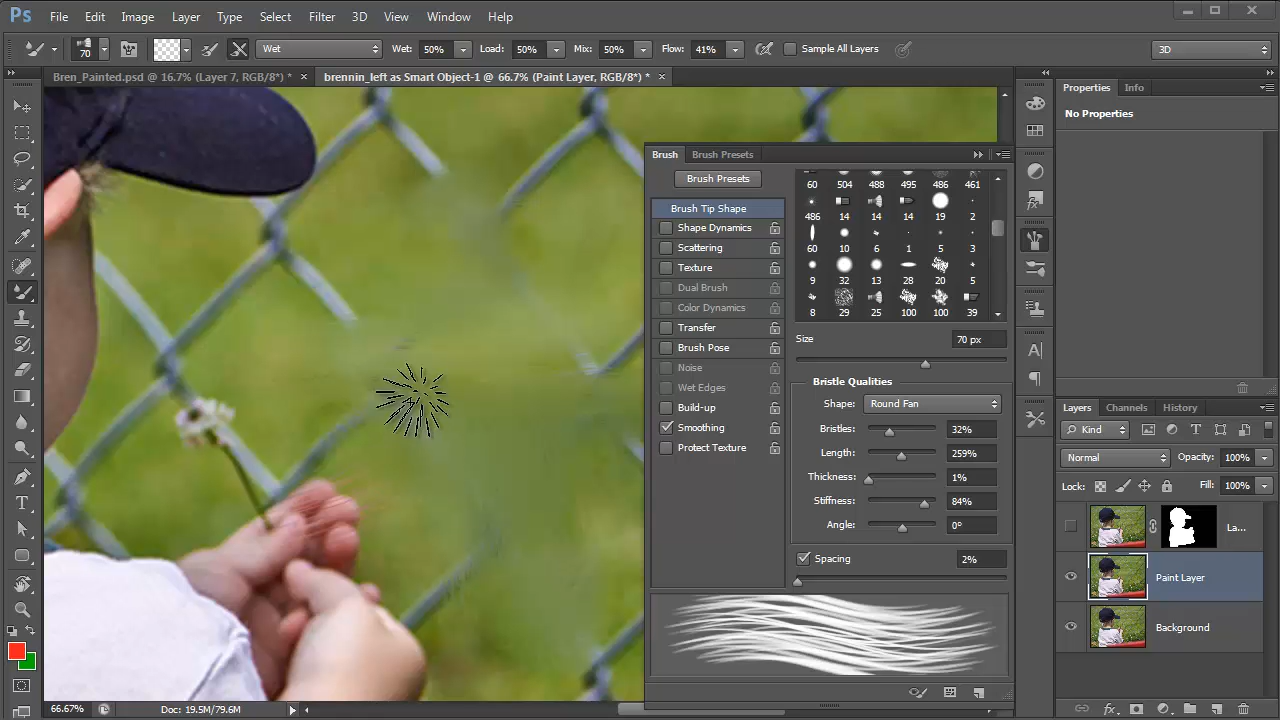 Ps File Edit Image Layer Type Select Filter 3D View Window Help
70 Wet Wet: 50% Load: 50% Mix: 50% Flow: 41% Sample All Layers 3D
Bren_Painted.psd @ 16.7% (Layer 7, RGB/8*) * × brennin_left as Smart Object-1 @ 66.7% (Paint Layer, RGB/8*) * ×
Properties Info
No Properties
Brush Brush Presets
Brush Presets
60 504 488 495 486 461
486 14 14 14 19 2
60 10 6 1 5 3
9 32 13 28 20 5
8 29 25 100 100 39
Brush Tip Shape
Shape Dynamics
Scattering
Texture
Dual Brush
Color Dynamics
Transfer
Brush Pose
Noise
Wet Edges
Build-up
Smoothing
Protect Texture
Size 70 px
Bristle Qualities
Shape: Round Fan
Bristles: 32%
Length: 259%
Thickness: 1%
Stiffness: 84%
Angle: 0°
Spacing 2%
Layers Channels History
Kind
Normal Opacity: 100%
Lock: Fill: 100%
La...
Paint Layer
Background
66.67% Doc: 19.5M/79.6M